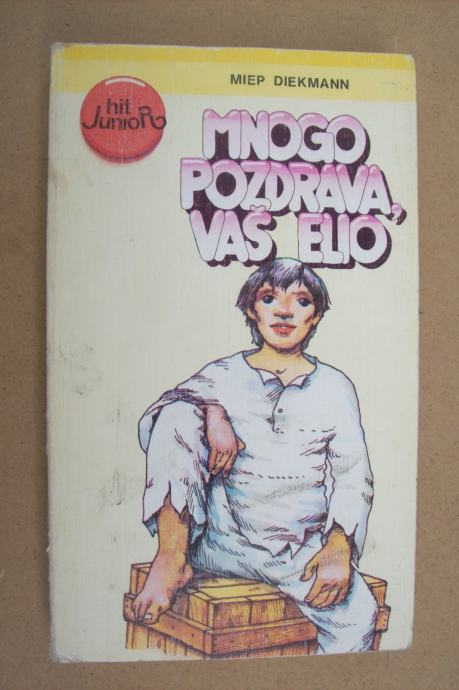 MIEP DIEKMANN
hit
JunioR
MNOGO
POZDRAVA,
VAŠ ELIO